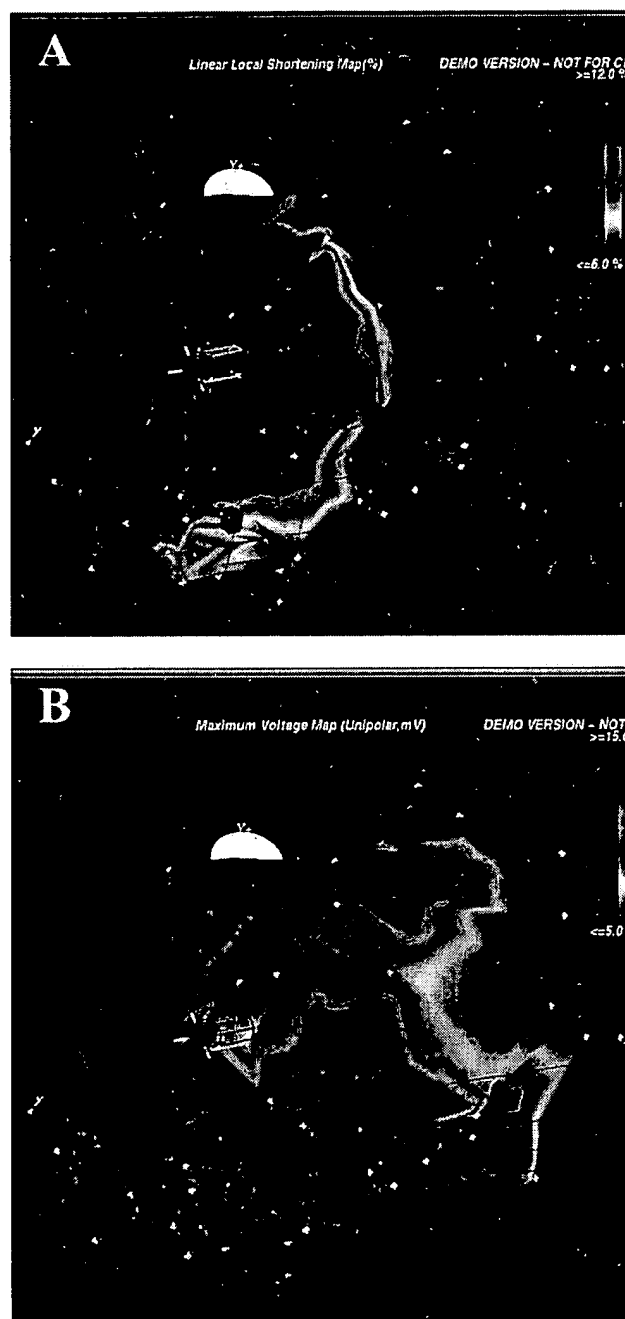 A
Linear Local Shortening Map(%)
DEMO VERSION – NOT FOR C
>=12.0 %
Y
<=6.0 %
Y
B
Maximum Voltage Map (Unipolar,mV)
DEMO VERSION – NOT
>=15.0
Y
<=5.0
Y